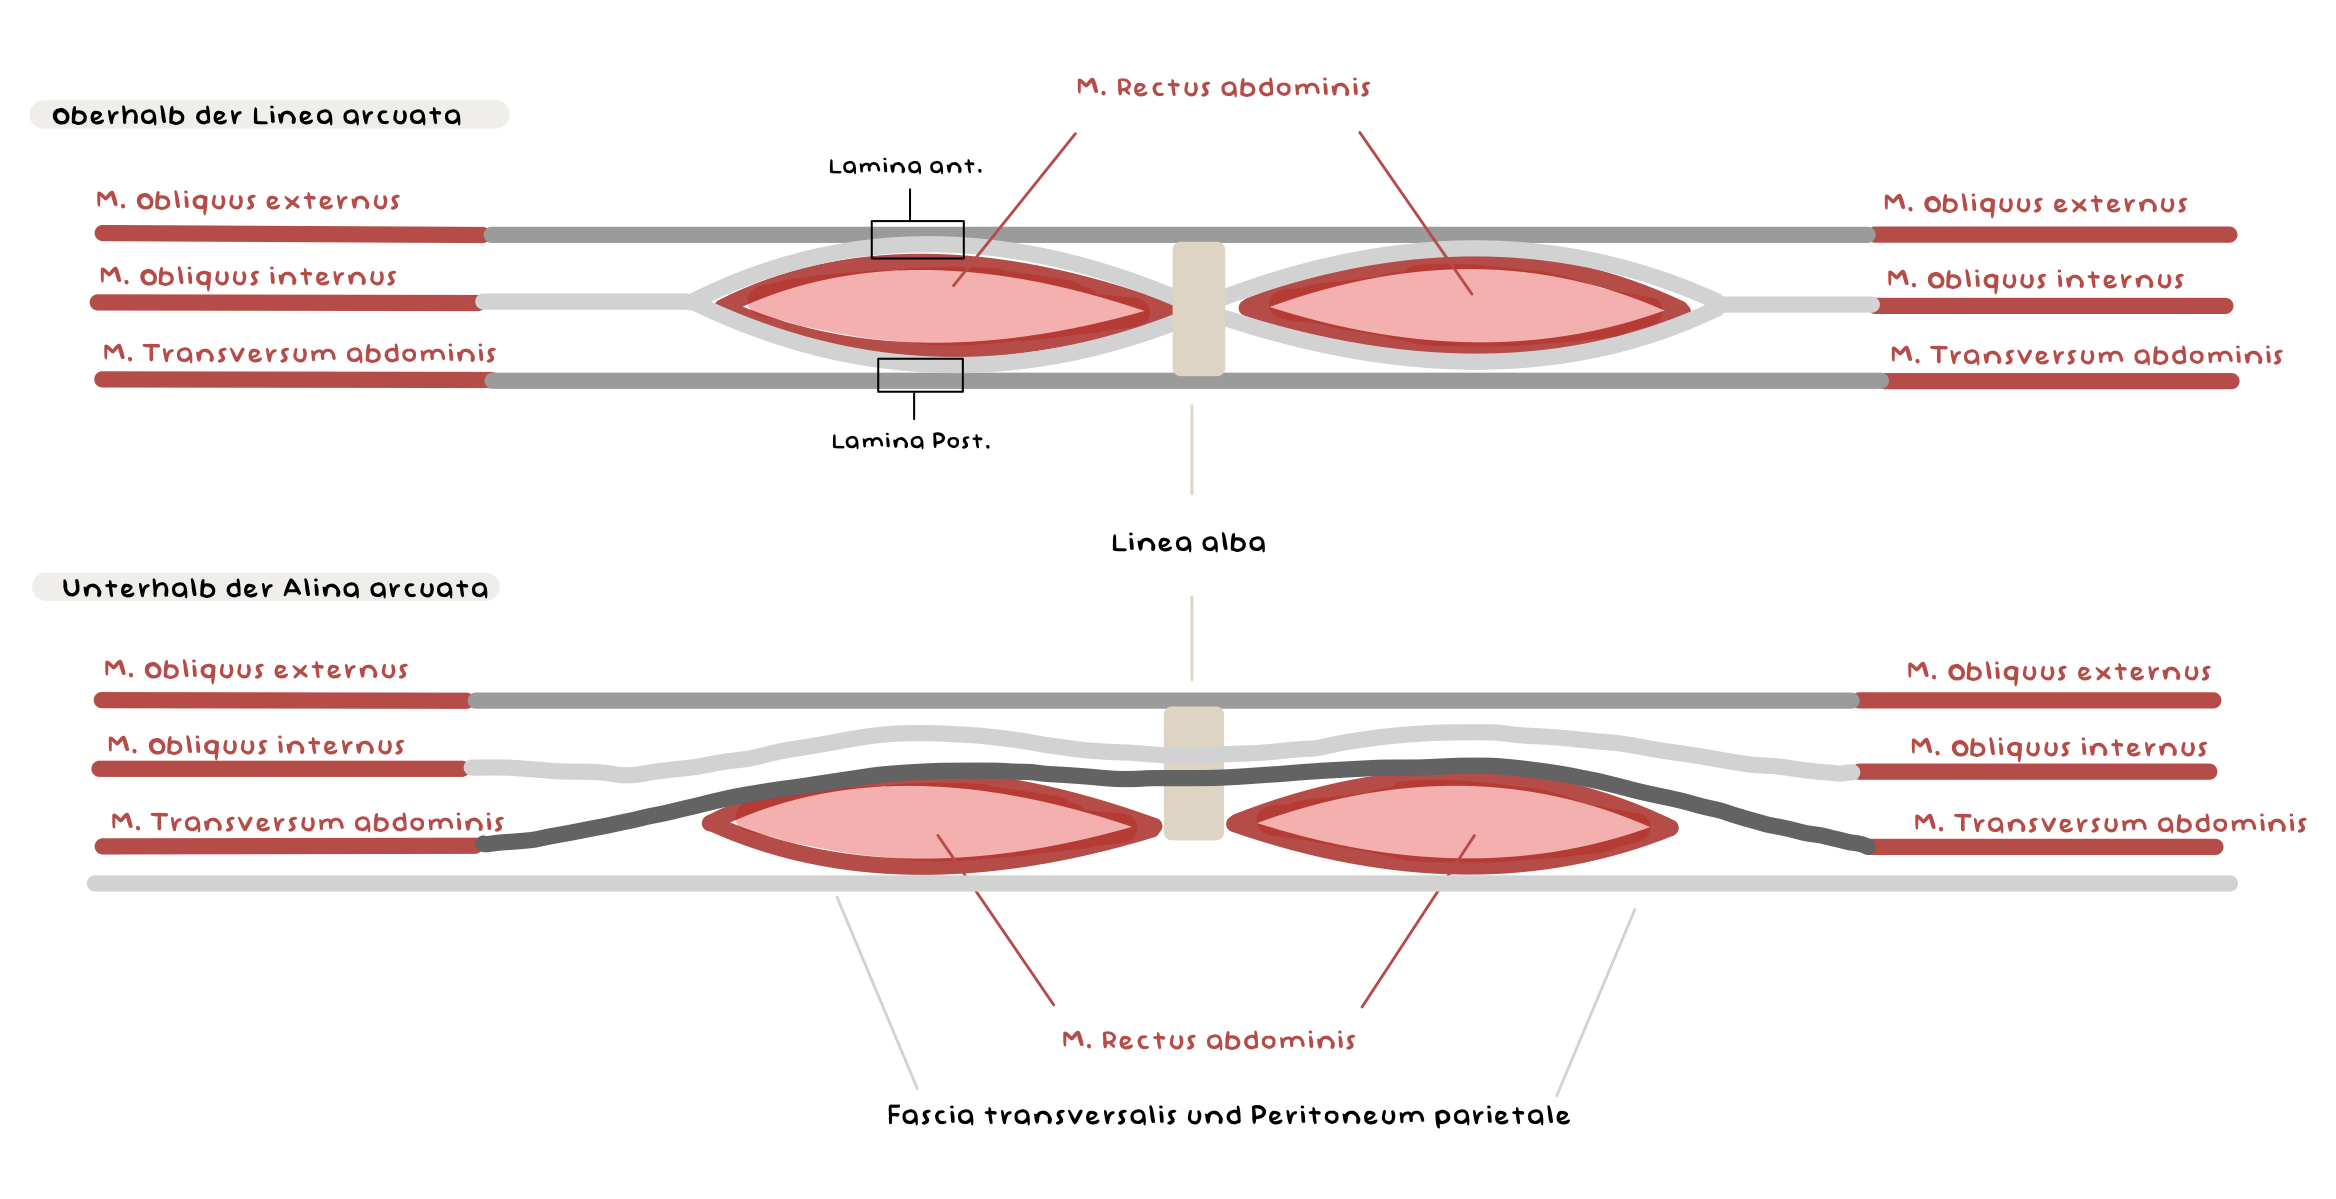 M. Rectus abdominis
Oberhalb der Linea arcuata
Lamina ant.
M. Obliquus externus
M. Obliquus externus
M. Obliquus internus
M. Obliquus internus
M. Transversum abdominis
M. Transversum abdominis
Lamina Post.
Linea alba
Unterhalb der Alina arcuata
M. Obliquus externus
M. Obliquus externus
M. Obliquus internus
M. Obliquus internus
M. Transversum abdominis
M. Transversum abdominis
M. Rectus abdominis
Fascia transversalis und Peritoneum parietale